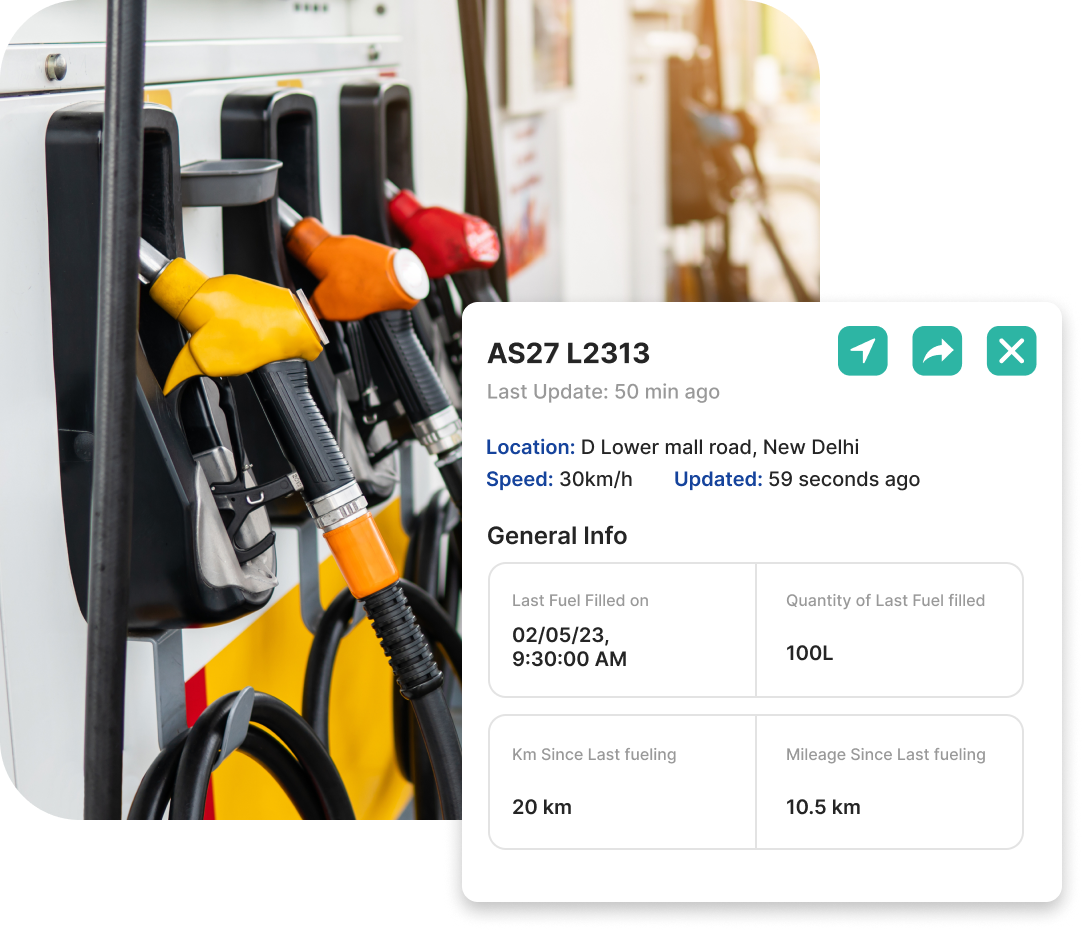 AS27 L2313
Last Update: 50 min ago
Location: D Lower mall road, New Delhi
Speed: 30km/h Updated: 59 seconds ago
General Info
Last Fuel Filled on
02/05/23,
9:30:00 AM
Quantity of Last Fuel filled
100L
Km Since Last fueling
20 km
Mileage Since Last fueling
10.5 km